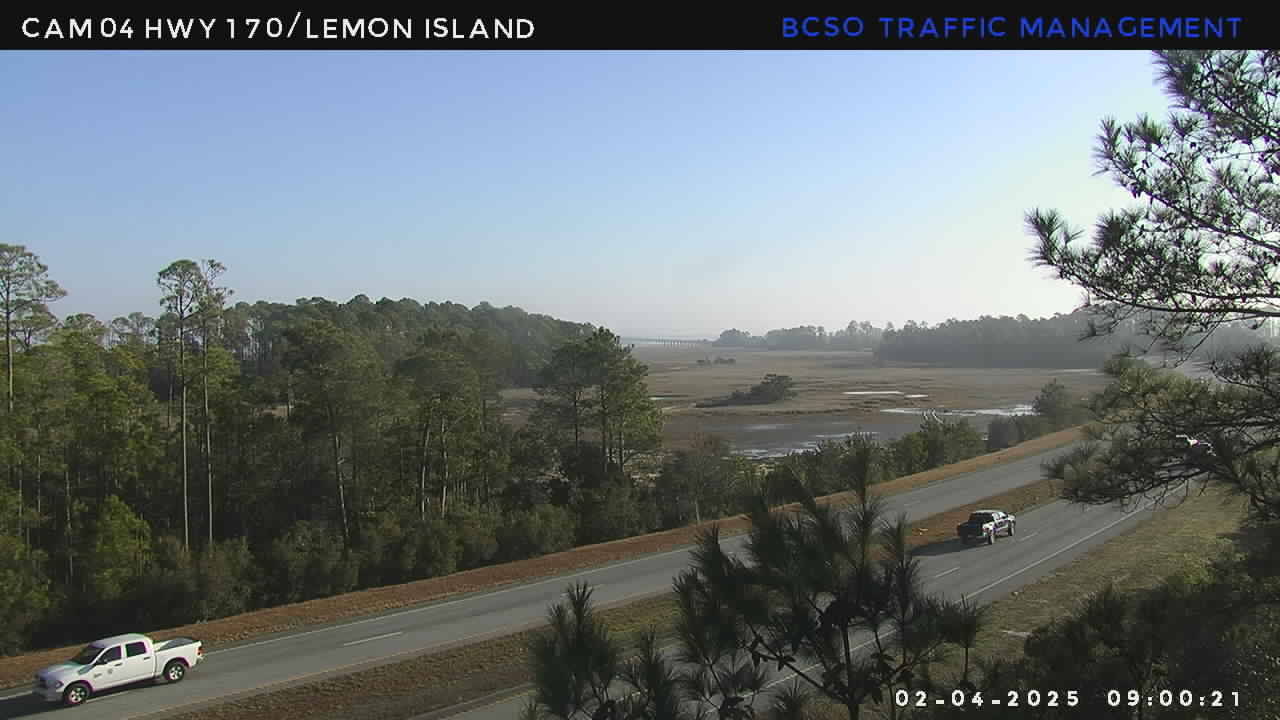 CAM04 HWY 170/LEMON ISLAND
BCSO TRAFFIC MANAGEMENT
02-04-2025 09:00:21